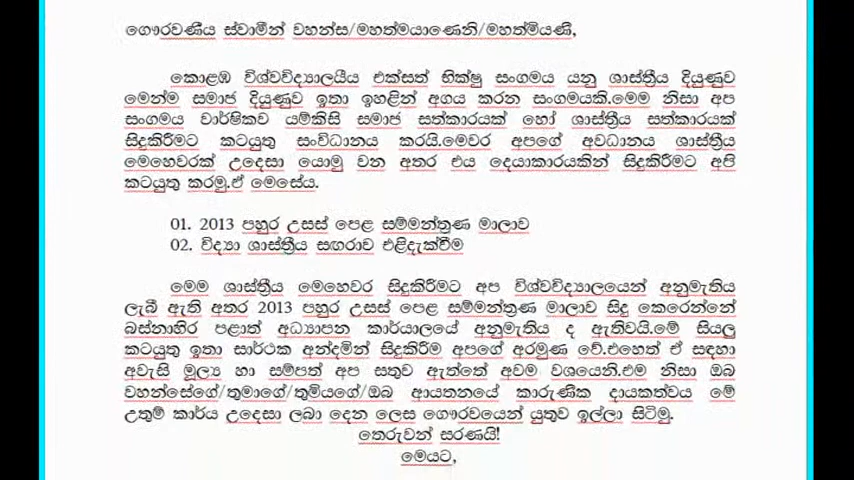 ගෞරවණීය ස්වාමීන් වහන්ස/මහත්මයාණෙනි/මහත්මියණී,
කොළඹ විශ්වවිද්‍යාලයීය එක්සත් භික්ෂු සංගමය යනු ශාස්ත්‍රීය දියුණුව
මෙන්ම සමාජ දියුණුව ඉතා ඉහළින් අගය කරන සංගමයකි.මෙම නිසා අප
සංගමය වාර්ෂිකව යම්කිසි සමාජ සත්කාරයක් හෝ ශාස්ත්‍රීය සත්කාරයක්
සිදුකිරීමට කටයුතු සංවිධානය කරයි.මෙවර අපගේ අවධානය ශාස්ත්‍රීය
මෙහෙවරක් උදෙසා යොමු වන අතර එය දෙයාකාරයකින් සිදුකිරීමට අපි
කටයුතු කරමු.ඒ මෙසේය.
01. 2013 පහුර උසස් පෙළ සම්මන්ත්‍රණ මාලාව
02. විද්‍යා ශාස්ත්‍රීය සඟරාව එළිදැක්වීම
මෙම ශාස්ත්‍රීය මෙහෙවර සිදුකිරීමට අප විශ්වවිද්‍යාලයෙන් අනුමැතිය
ලැබී ඇති අතර 2013 පහුර උසස් පෙළ සම්මන්ත්‍රණ මාලාව සිදු කෙරෙන්නේ
බස්නාහිර පළාත් අධ්‍යාපන කාර්යාලයේ අනුමැතිය ද ඇතිවයි.මේ සියලු
කටයුතු ඉතා සාර්ථක අන්දමින් සිදුකිරීම අපගේ අරමුණ වේ.එහෙත් ඒ සඳහා
අවැසි මූල්‍ය හා සම්පත් අප සතුව ඇත්තේ අවම වශයෙනි.එම නිසා ඔබ
වහන්සේගේ/තුමාගේ/තුමියගේ/ඔබ ආයතනයේ කාරුණික දායකත්වය මේ
උතුම් කාර්ය උදෙසා ලබා දෙන ලෙස ගෞරවයෙන් යුතුව ඉල්ලා සිටිමු.
තෙරුවන් සරණයි!
මෙයට,